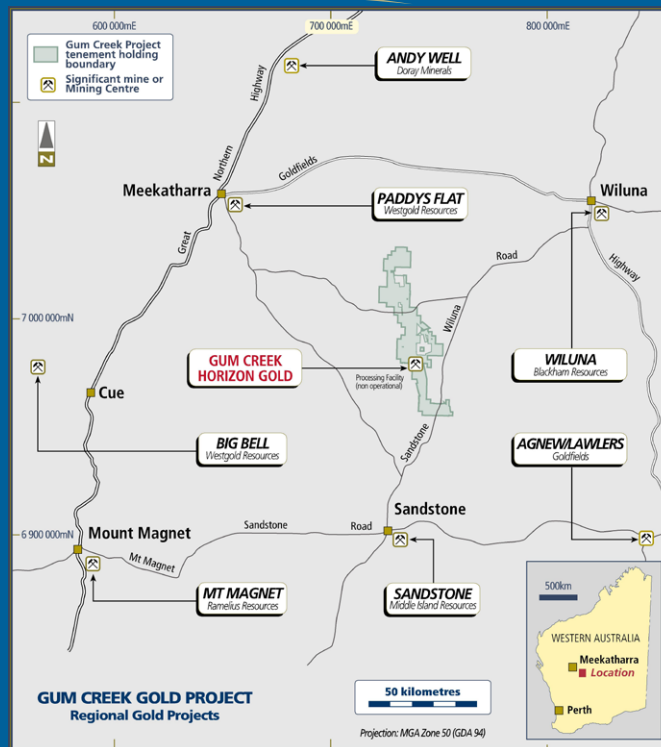 600 000mE
700 000mE
800 000mE
Gum Creek Project
tenement holding
boundary
Significant mine or
Mining Centre
ANDY WELL
Doray Minerals
Highway
Northern
N
Goldfields
Meekatharra
Wiluna
PADDYS FLAT
Westgold Resources
Great
Road
Highway
7 000 000mN
Wiluna
GUM CREEK
HORIZON GOLD
Processing Facility
(non operational)
WILUNA
Blackham Resources
Cue
Sandstone
BIG BELL
Westgold Resources
AGNEW/LAWLERS
Goldfields
Sandstone
6 900 000mN
Mount Magnet
Sandstone
Road
Mt Magnet
MT MAGNET
Ramelius Resources
SANDSTONE
Middle Island Resources
500km
WESTERN AUSTRALIA
Meekatharra
Location
Perth
GUM CREEK GOLD PROJECT
Regional Gold Projects
50 kilometres
Projection: MGA Zone 50 (GDA 94)